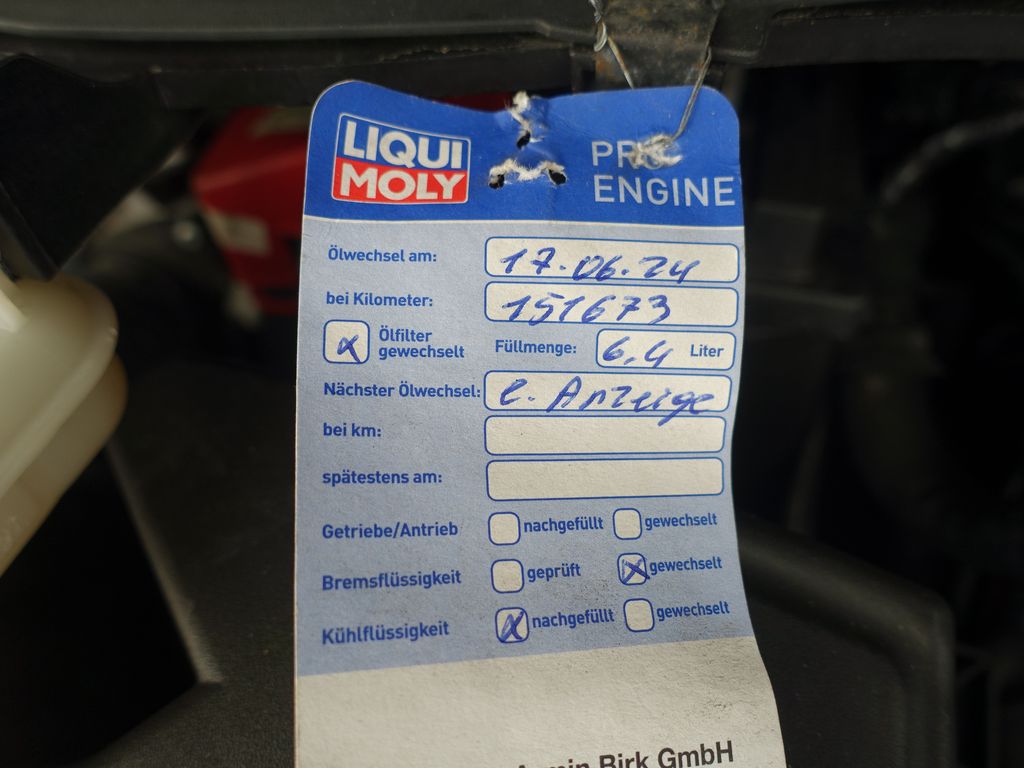 LIQUI
MOLY
PRO
ENGINE
Ölwechsel am: 17.06.24
bei Kilometer: 151673
Ölfilter
gewechselt
Füllmenge: 6,4 Liter
Nächster Ölwechsel: l. Anzeige
bei km:
spätestens am:
Getriebe/Antrieb nachgefüllt gewechselt
Bremsflüssigkeit geprüft gewechselt
Kühlflüssigkeit nachgefüllt gewechselt
Birk GmbH